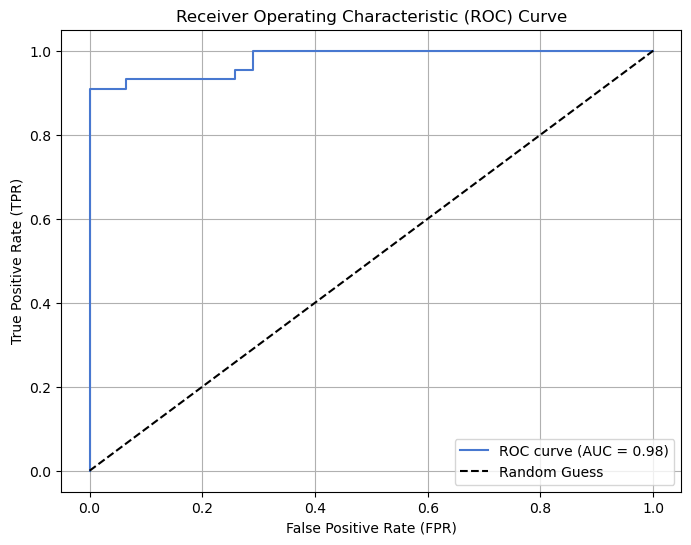 Receiver Operating Characteristic (ROC) Curve
True Positive Rate (TPR)
1.0
0.8
0.6
0.4
0.2
0.0
0.0
0.2
0.4
0.6
0.8
1.0
False Positive Rate (FPR)
ROC curve (AUC = 0.98)
Random Guess